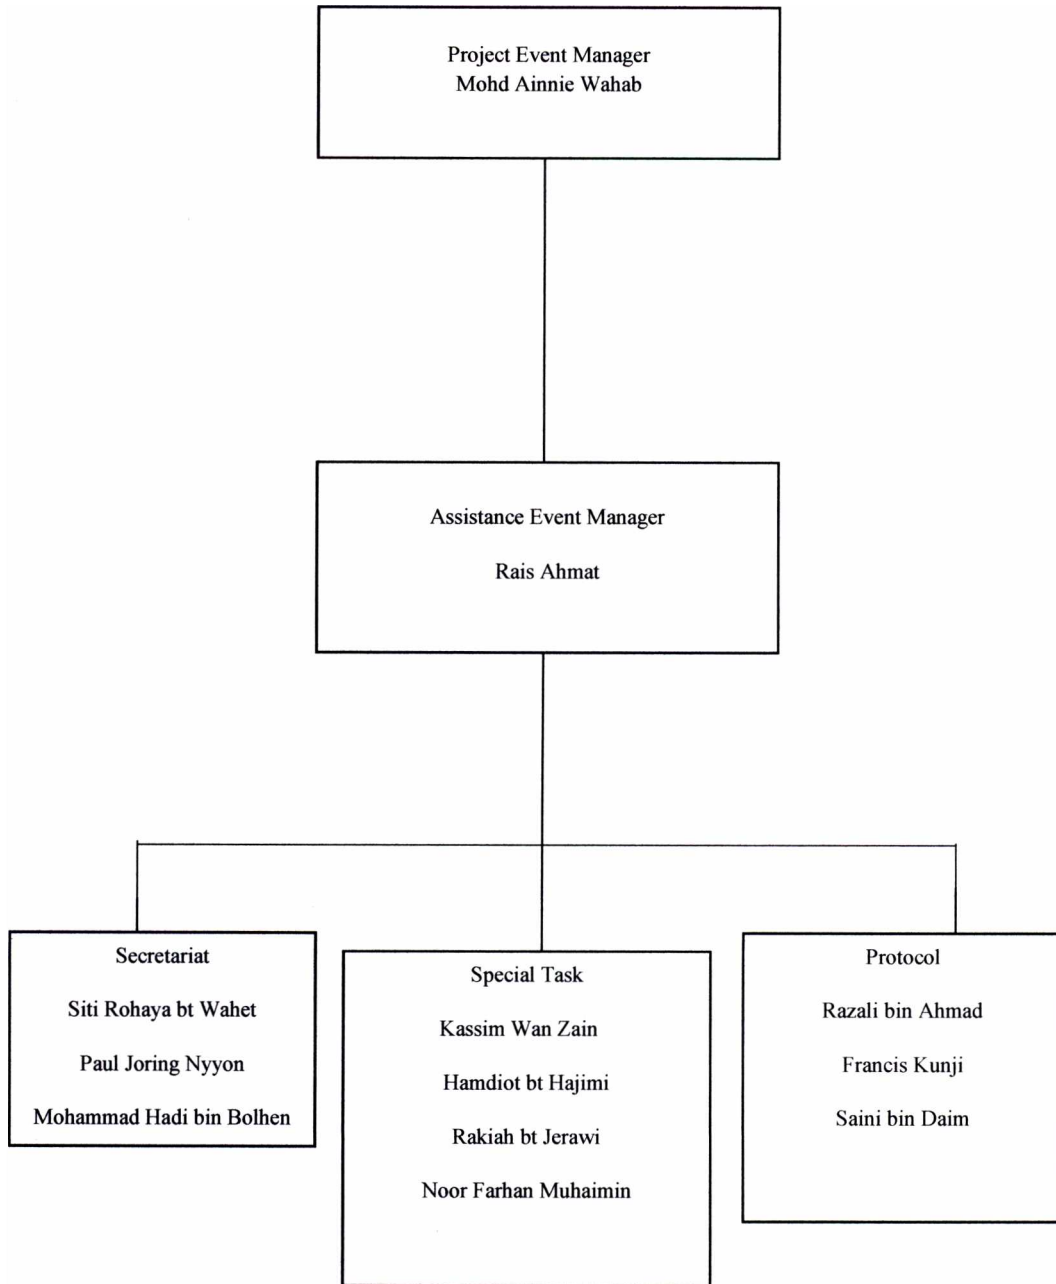 Project Event Manager
Mohd Ainnie Wahab
Assistance Event Manager
Rais Ahmat
Secretariat
Siti Rohaya bt Wahet
Paul Joring Nyyon
Mohammad Hadi bin Bolhen
Special Task
Kassim Wan Zain
Hamdiot bt Hajimi
Rakiah bt Jerawi
Noor Farhan Muhaimin
Protocol
Razali bin Ahmad
Francis Kunji
Saini bin Daim